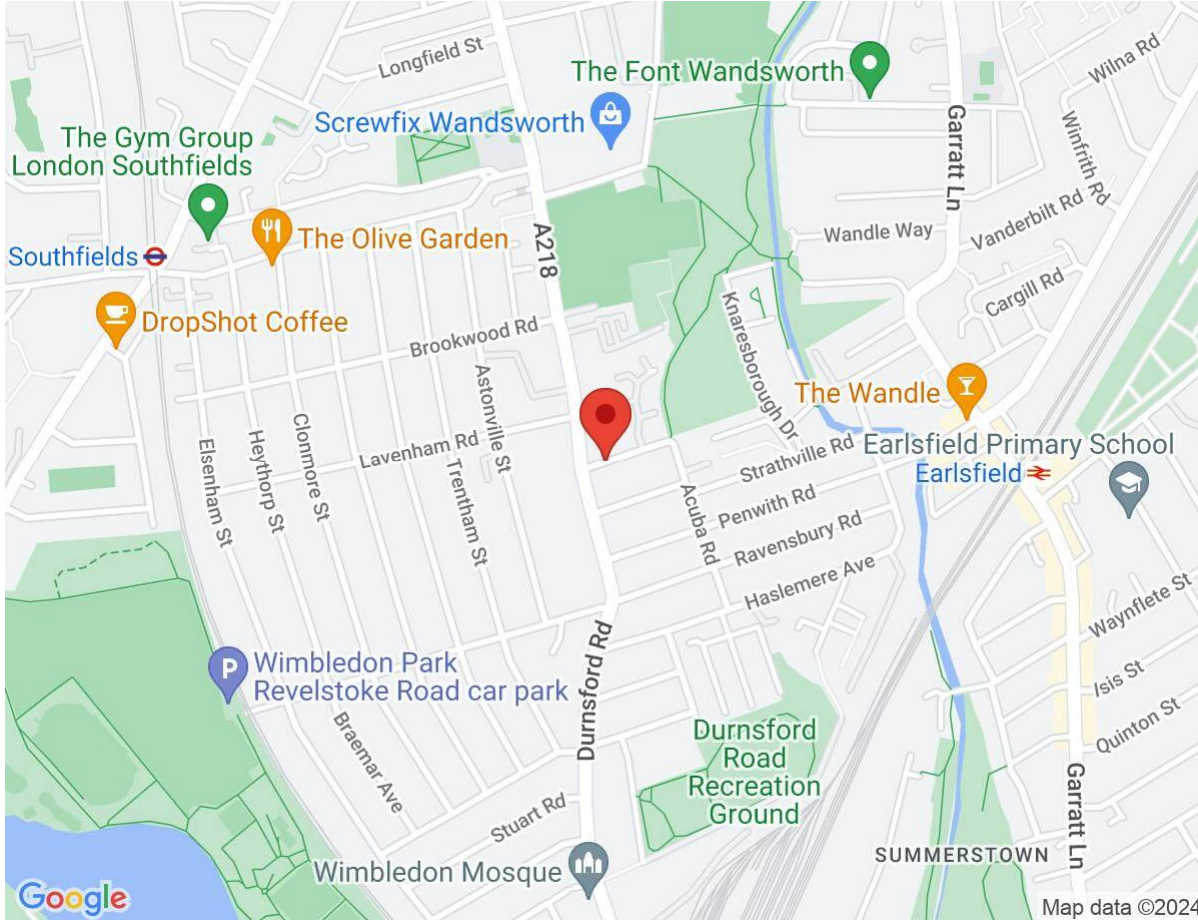 Longfield St
The Font Wandsworth
Wilna Rd
Screwfix Wandsworth
Garratt Ln
Winfrith Rd
The Gym Group
London Southfields
Vanderbilt Rd
Wandle Way
The Olive Garden
A218
Southfields
Cargill Rd
Knaresborough Dr
DropShot Coffee
Brookwood Rd
Astonville St
The Wandle
Lavenham Rd
Clonmore St
Heythorp St
Elsenham St
Trentham St
Strathville Rd
Earlsfield Primary School
Earlsfield
Penwith Rd
Acuba Rd
Ravensbury Rd
Haslemere Ave
Waynflete St
Durnsford Rd
Wimbledon Park
Revelstoke Road car park
Isis St
Quinton St
Braemar Ave
Durnsford
Road
Recreation
Ground
Stuart Rd
Garratt Ln
SUMMERSTOWN
Wimbledon Mosque
Google
Map data ©2024